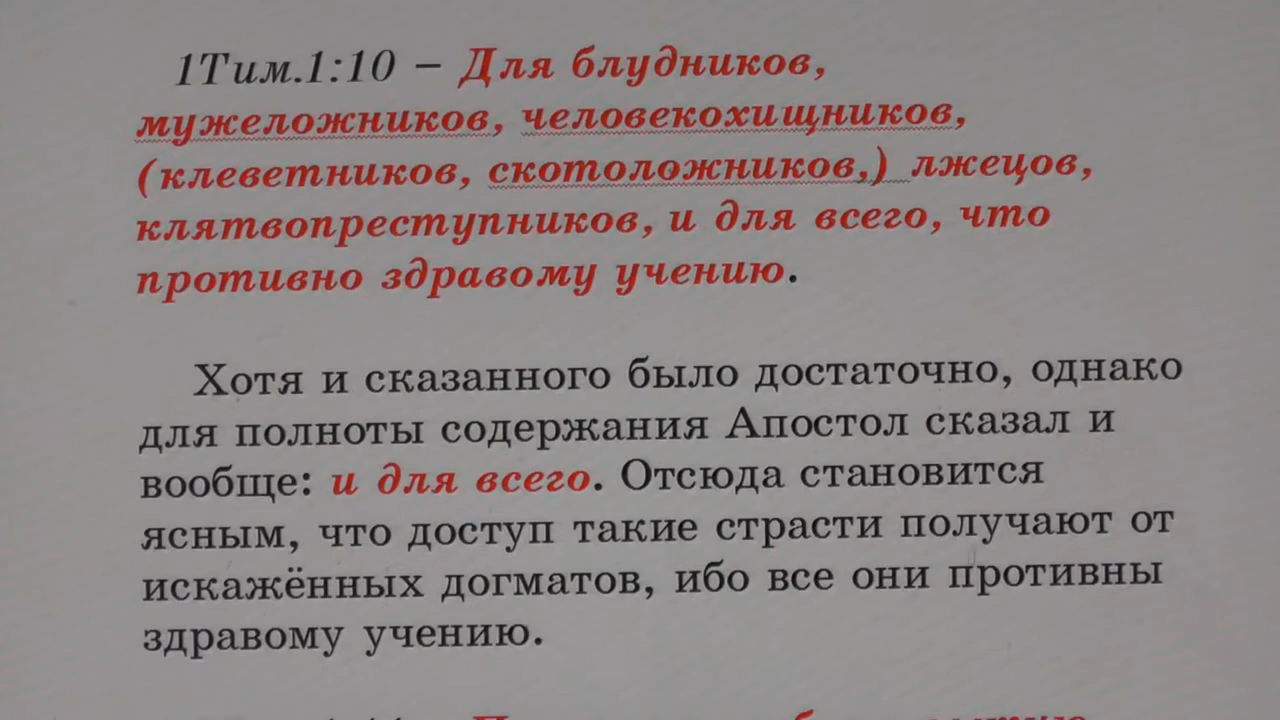 1Тим.1:10 – Для блудников,
мужеложников, человекохищников,
(клеветников, скотоложников,) лжецов,
клятвопреступников, и для всего, что
противно здравому учению.
Хотя и сказанного было достаточно, однако
для полноты содержания Апостол сказал и
вообще: и для всего. Отсюда становится
ясным, что доступ такие страсти получают от
искажённых догматов, ибо все они противны
здравому учению.